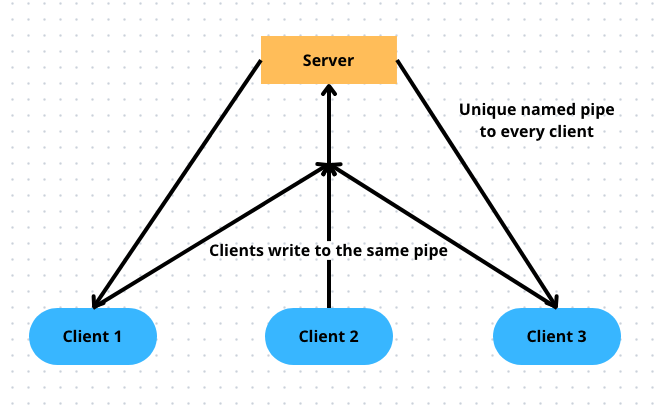 Server
Unique named pipe
to every client
Clients write to the same pipe
Client 1
Client 2
Client 3